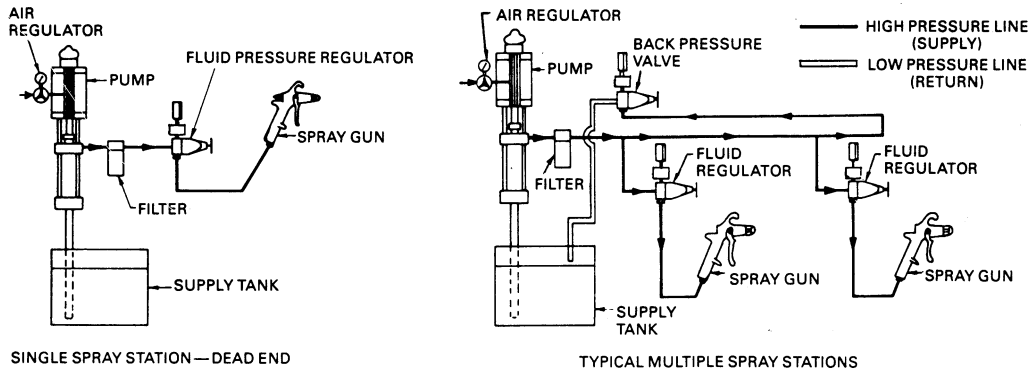 AIR
REGULATOR
PUMP
FLUID PRESSURE REGULATOR
SPRAY GUN
FILTER
SUPPLY TANK
SINGLE SPRAY STATION—DEAD END
AIR REGULATOR
PUMP
BACK PRESSURE
VALVE
HIGH PRESSURE LINE
(SUPPLY)
LOW PRESSURE LINE
(RETURN)
FILTER
FLUID
REGULATOR
FLUID
REGULATOR
SPRAY GUN
SPRAY GUN
SUPPLY
TANK
TYPICAL MULTIPLE SPRAY STATIONS